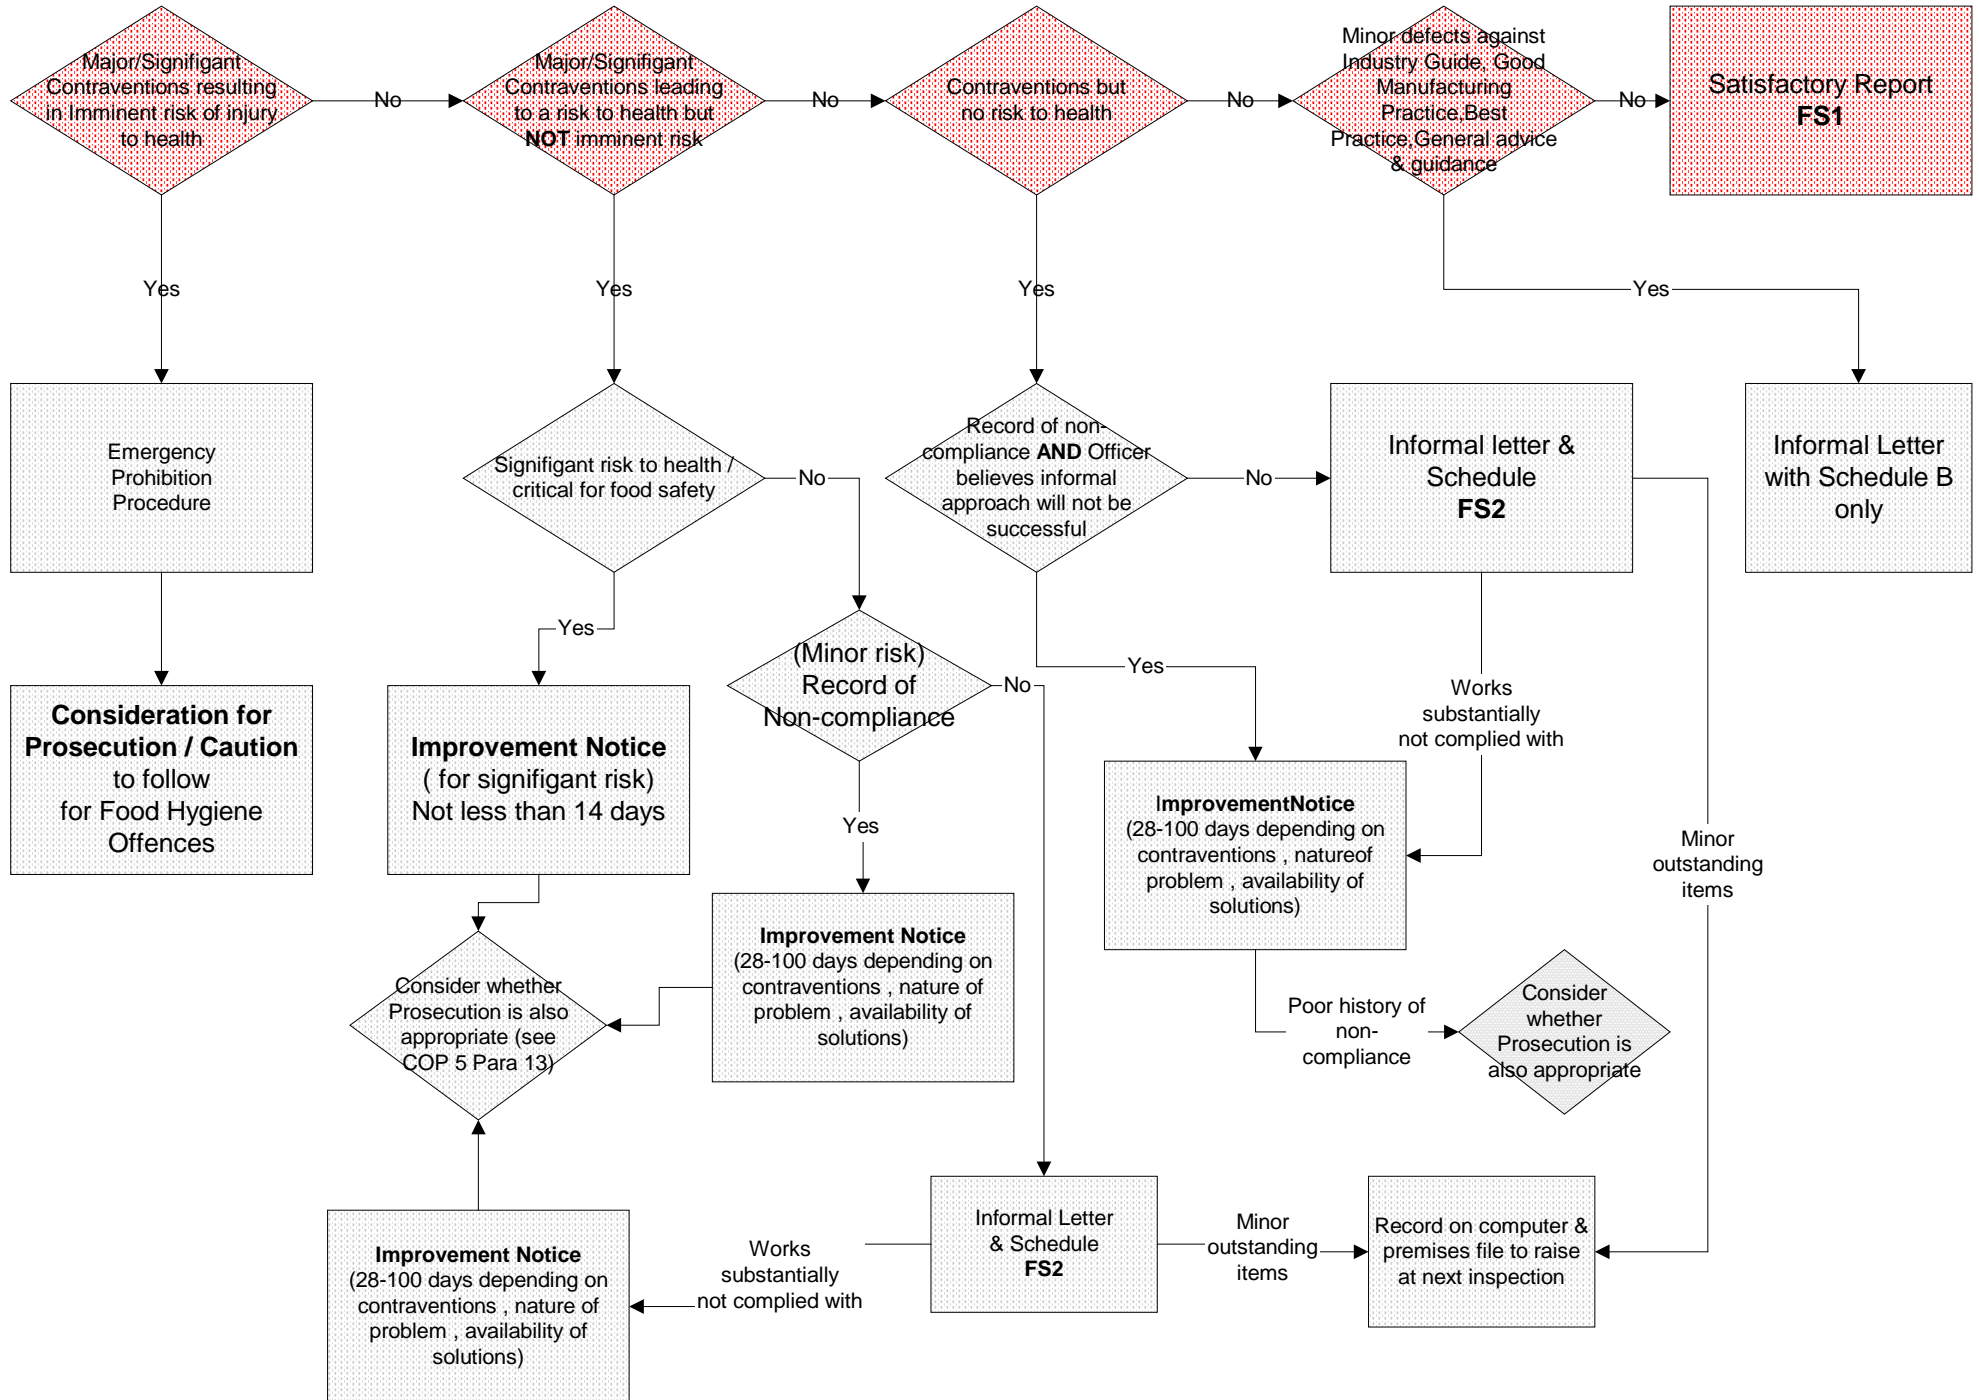 Major/Signifigant
Contraventions resulting
in Imminent risk of injury
to health
No
Major/Signifigant
Contraventions leading
to a risk to health but
NOT imminent risk
No
Contraventions but
no risk to health
No
Minor defects against
Industry Guide, Good
Manufacturing
Practice,Best
Practice,General advice
& guidance
No
Satisfactory Report
FS1
Yes
Yes
Yes
Yes
Emergency
Prohibition
Procedure
Signifigant risk to health /
critical for food safety
No
Record of non-
compliance AND Officer
believes informal
approach will not be
successful
No
Informal letter &
Schedule
FS2
Informal Letter
with Schedule B
only
Yes
(Minor risk)
Record of
Non-compliance
No
Yes
Works
substantially
not complied with
Consideration for
Prosecution / Caution
to follow
for Food Hygiene
Offences
Improvement Notice
( for signifigant risk)
Not less than 14 days
Yes
ImprovementNotice
(28-100 days depending on
contraventions , natureof
problem , availability of
solutions)
Minor
outstanding
items
Consider whether
Prosecution is also
appropriate (see
COP 5 Para 13)
Improvement Notice
(28-100 days depending on
contraventions , nature of
problem , availability of
solutions)
Poor history of
non-
compliance
Consider
whether
Prosecution is
also appropriate
Improvement Notice
(28-100 days depending on
contraventions , nature of
problem , availability of
solutions)
Works
substantially
not complied with
Informal Letter
& Schedule
FS2
Minor
outstanding
items
Record on computer &
premises file to raise
at next inspection